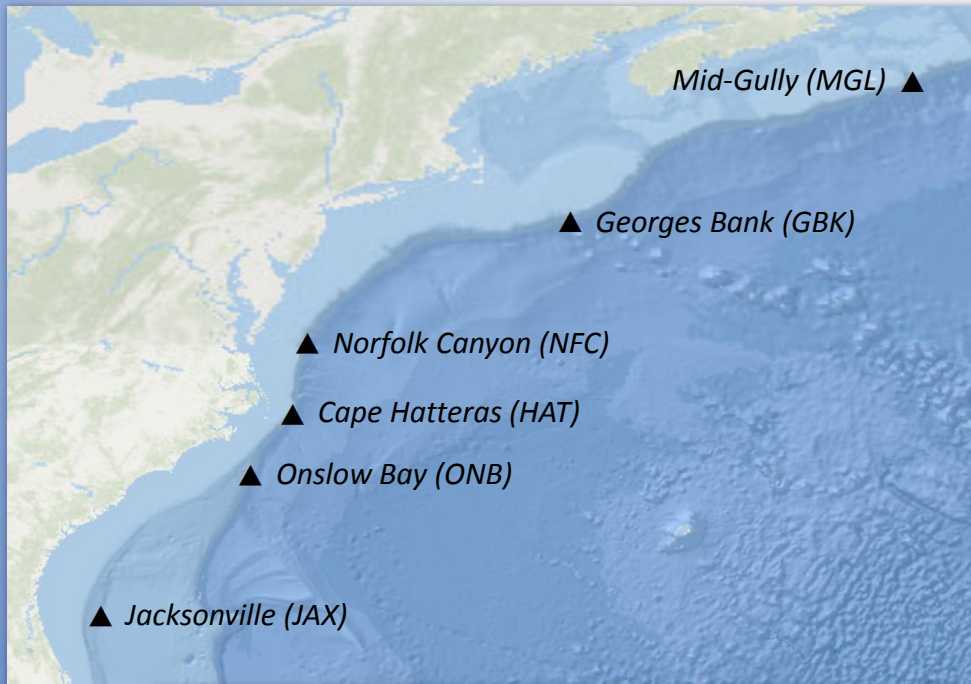 Mid-Gully (MGL)
Georges Bank (GBK)
Norfolk Canyon (NFC)
Cape Hatteras (HAT)
Onslow Bay (ONB)
Jacksonville (JAX)